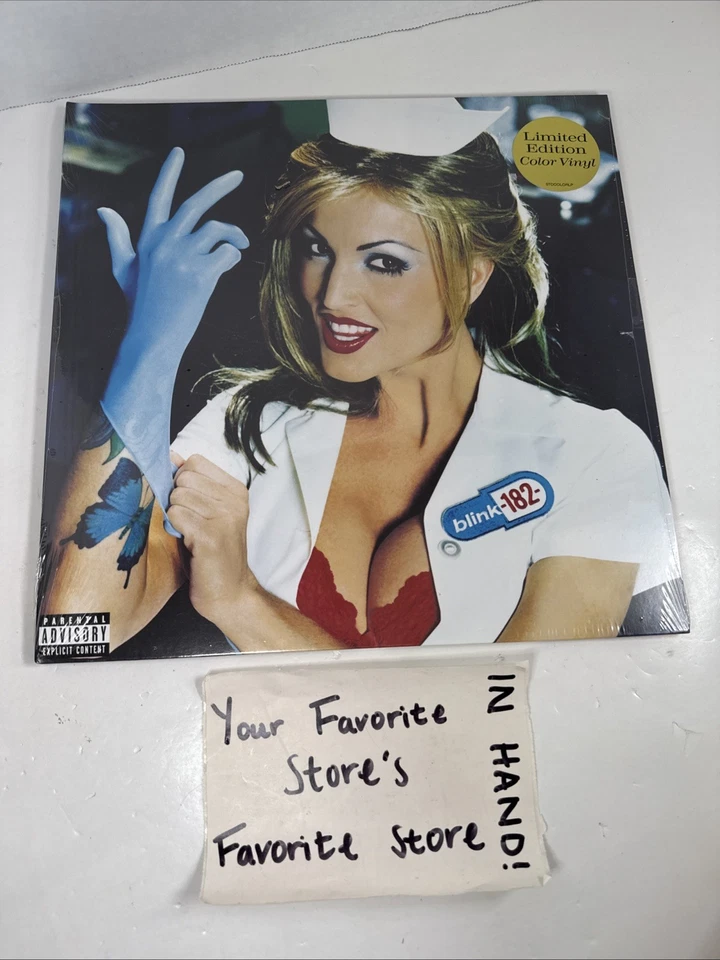 Limited
Edition
Color Vinyl
blink-182-
PARENTAL
ADVISORY
EXPLICIT CONTENT
Your Favorite
Store's
Favorite Store
IN HAND!